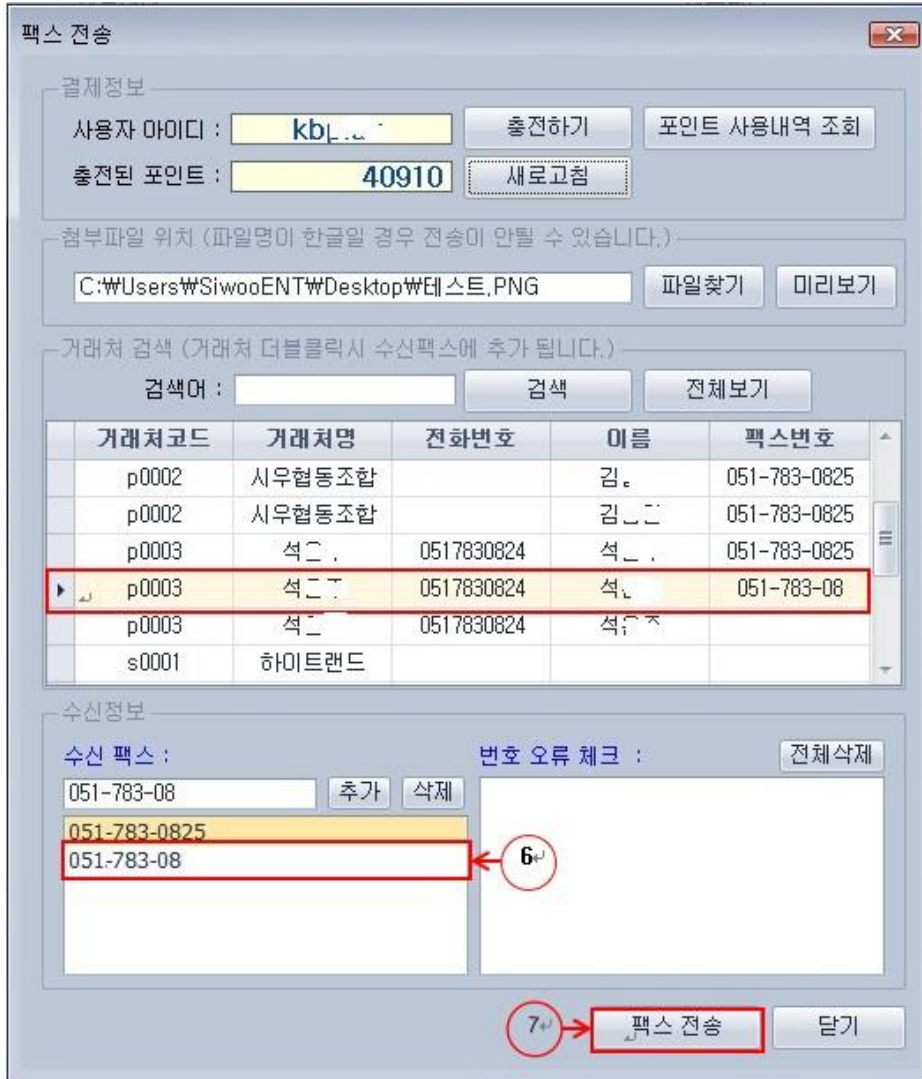 팩스 전송
결제정보
사용자 아이디 : 충전하기 포인트 사용내역 조회
충전된 포인트 : 40910 새로고침
첨부파일 위치 (파일명이 한글일 경우 전송이 안될 수 있습니다.)
C:₩Users₩SiwooENT₩Desktop₩테스트.PNG 파일찾기 미리보기
거래처 검색 (거래처 더블클릭시 수신팩스에 추가 됩니다.)
검색어 : 검색 전체보기
거래처코드 거래처명 전화번호 이름 팩스번호
p0002 시우협동조합 김 051-783-0825
p0002 시우협동조합 김 051-783-0825
p0003 석 0517830824 석 051-783-0825
p0003 석 0517830824 석 051-783-08
p0003 석 0517830824 석
s0001 하이트랜드
수신정보
수신 팩스 : 번호 오류 체크 : 전체삭제
051-783-08 추가 삭제
051-783-0825
051-783-08
6
7 팩스 전송 닫기